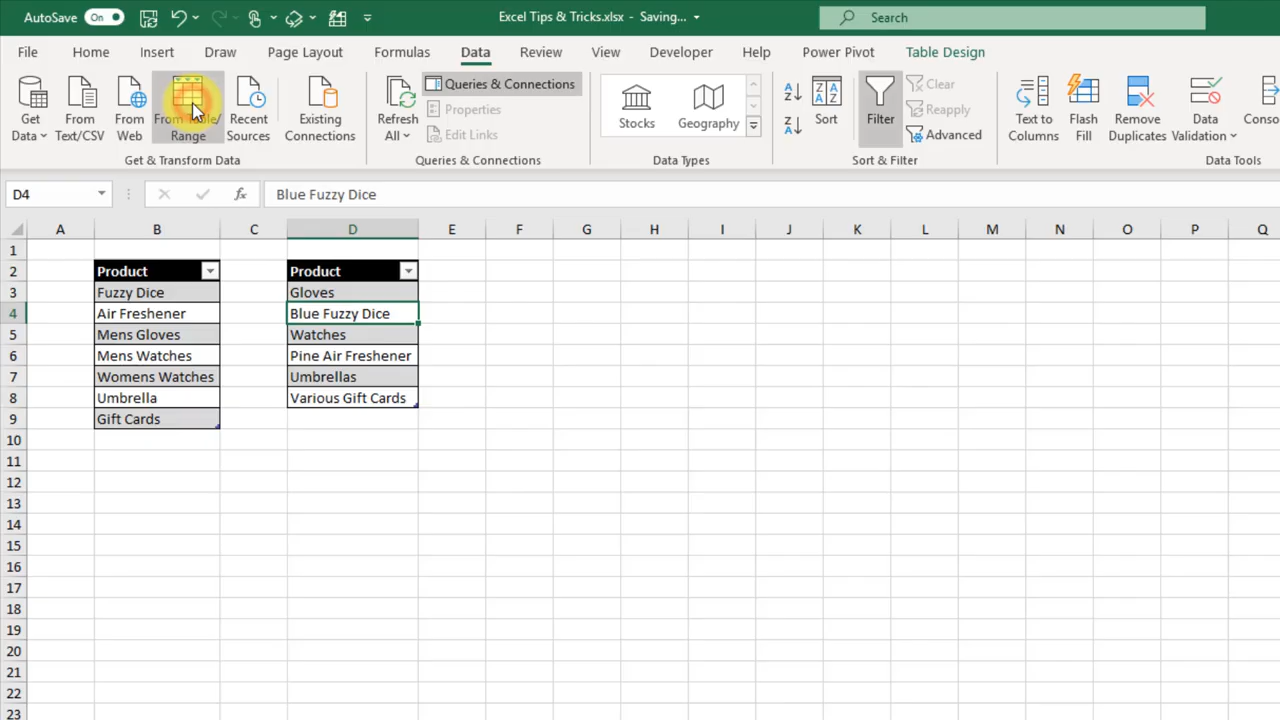 AutoSave On Excel Tips & Tricks.xlsx - Saving... Search
File Home Insert Draw Page Layout Formulas Data Review View Developer Help Power Pivot Table Design
Get Data
From Text/CSV
From Web
From Table/ Range
Recent Sources
Existing Connections
Get & Transform Data
Refresh All
Queries & Connections
Properties
Edit Links
Queries & Connections
Stocks
Geography
Data Types
Sort
Filter
Clear
Reapply
Advanced
Sort & Filter
Text to Columns
Flash Fill
Remove Duplicates
Data Validation
Conso
Data Tools
D4 fx Blue Fuzzy Dice
A B C D E F G H I J K L M N O P Q
1
2 Product Product
3 Fuzzy Dice Gloves
4 Air Freshener Blue Fuzzy Dice
5 Mens Gloves Watches
6 Mens Watches Pine Air Freshener
7 Womens Watches Umbrellas
8 Umbrella Various Gift Cards
9 Gift Cards
10
11
12
13
14
15
16
17
18
19
20
21
22
23